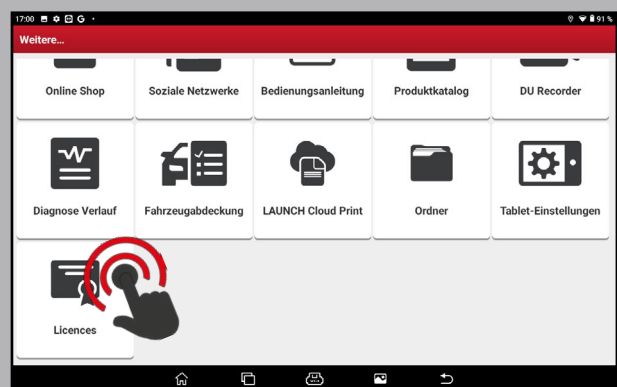 17:00 G · 91 %
Weitere...
Online Shop Soziale Netzwerke Bedienungsanleitung Produktkatalog DU Recorder
Diagnose Verlauf Fahrzeugabdeckung LAUNCH Cloud Print Ordner Tablet-Einstellungen
Licences